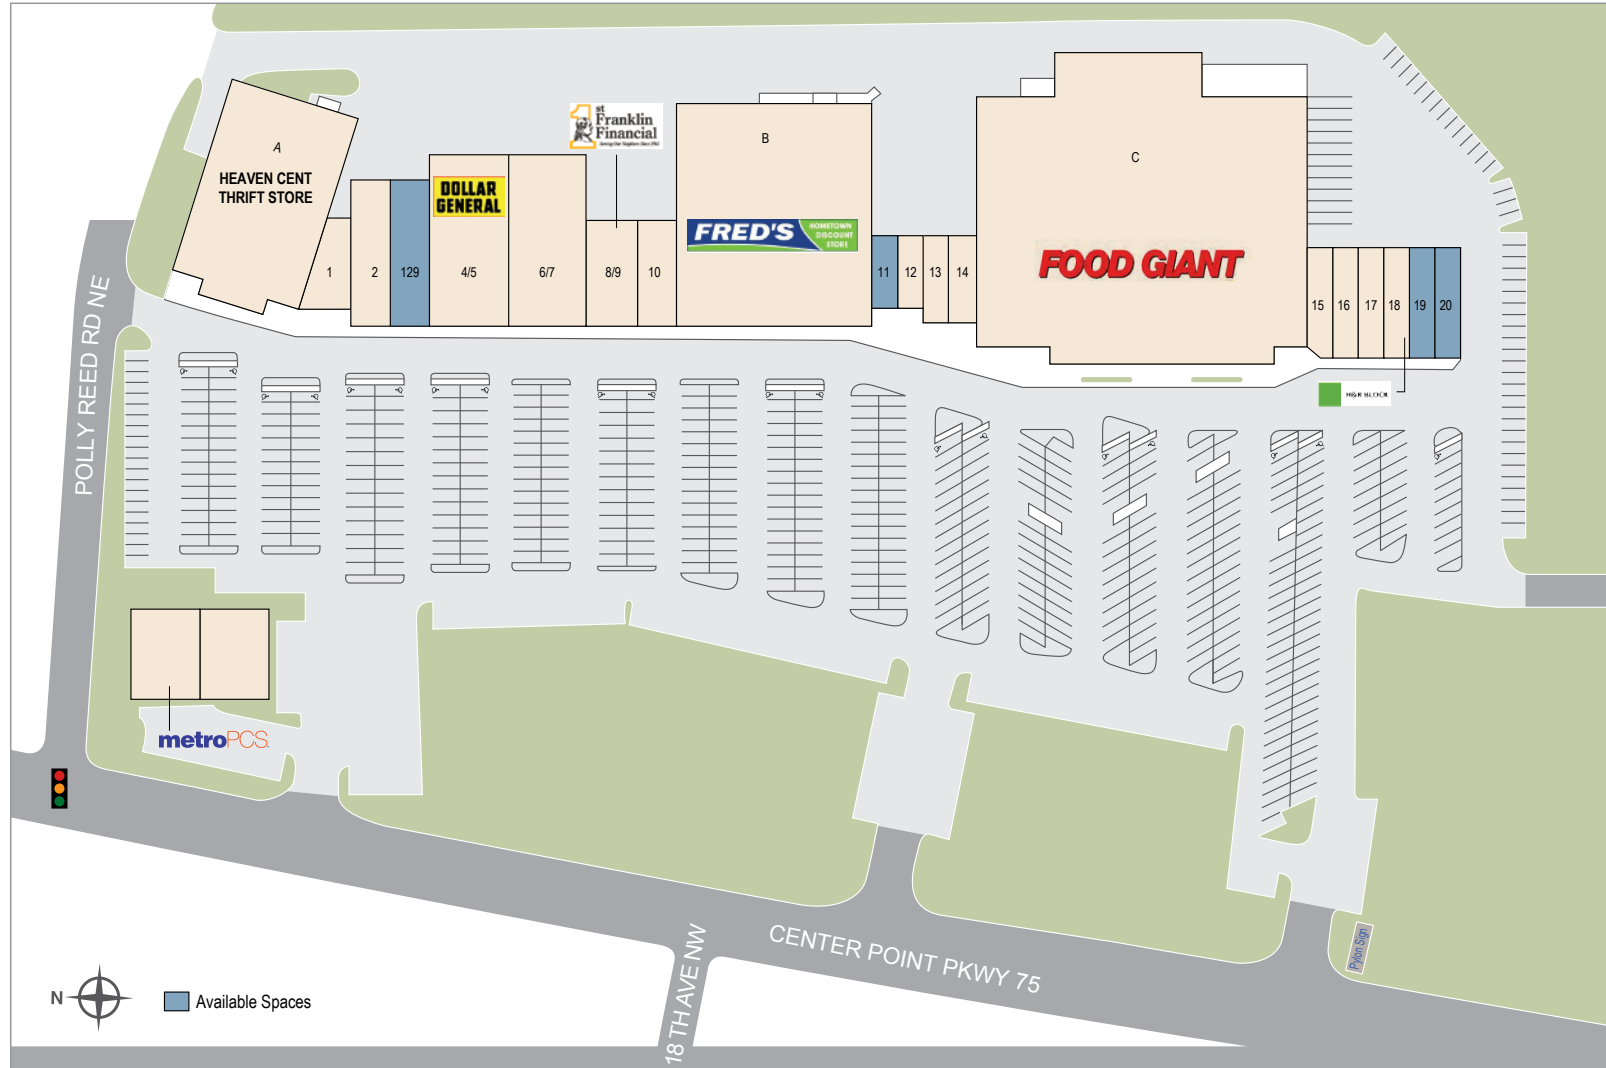 A
HEAVEN CENT
THRIFT STORE
1
2
129
DOLLAR
GENERAL
4/5
6/7
1st
Franklin
Financial
8/9
10
B
FRED'S
HOMETOWN
DISCOUNT
STORE
11
12
13
14
C
FOOD GIANT
15
16
17
18
19
20
H&R BLOCK
POLLY REED RD NE
metroPCS.
CENTER POINT PKWY 75
18 TH AVE NW
Pylon Sign
N
Available Spaces